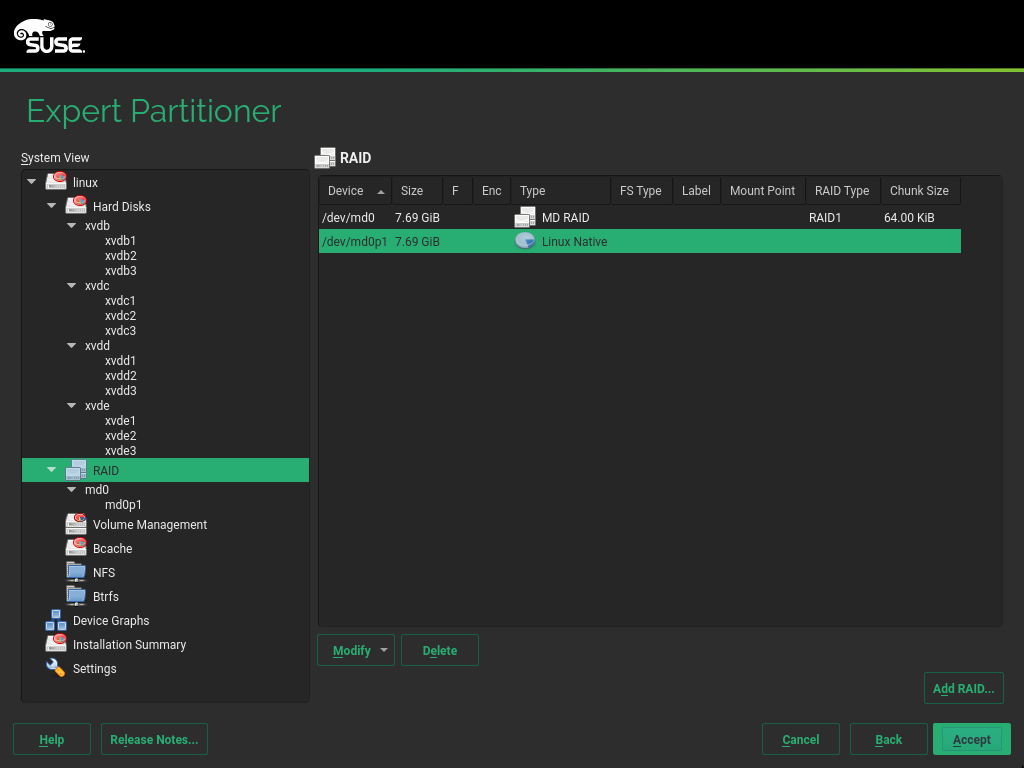 SUSE.
Expert Partitioner
System View
linux
Hard Disks
xvdb
xvdb1
xvdb2
xvdb3
xvdc
xvdc1
xvdc2
xvdc3
xvdd
xvdd1
xvdd2
xvdd3
xvde
xvde1
xvde2
xvde3
RAID
md0
md0p1
Volume Management
Bcache
NFS
Btrfs
Device Graphs
Installation Summary
Settings
RAID
Device Size F Enc Type FS Type Label Mount Point RAID Type Chunk Size
/dev/md0 7.69 GiB MD RAID RAID1 64.00 KiB
/dev/md0p1 7.69 GiB Linux Native
Modify Delete
Add RAID...
Help Release Notes... Cancel Back Accept